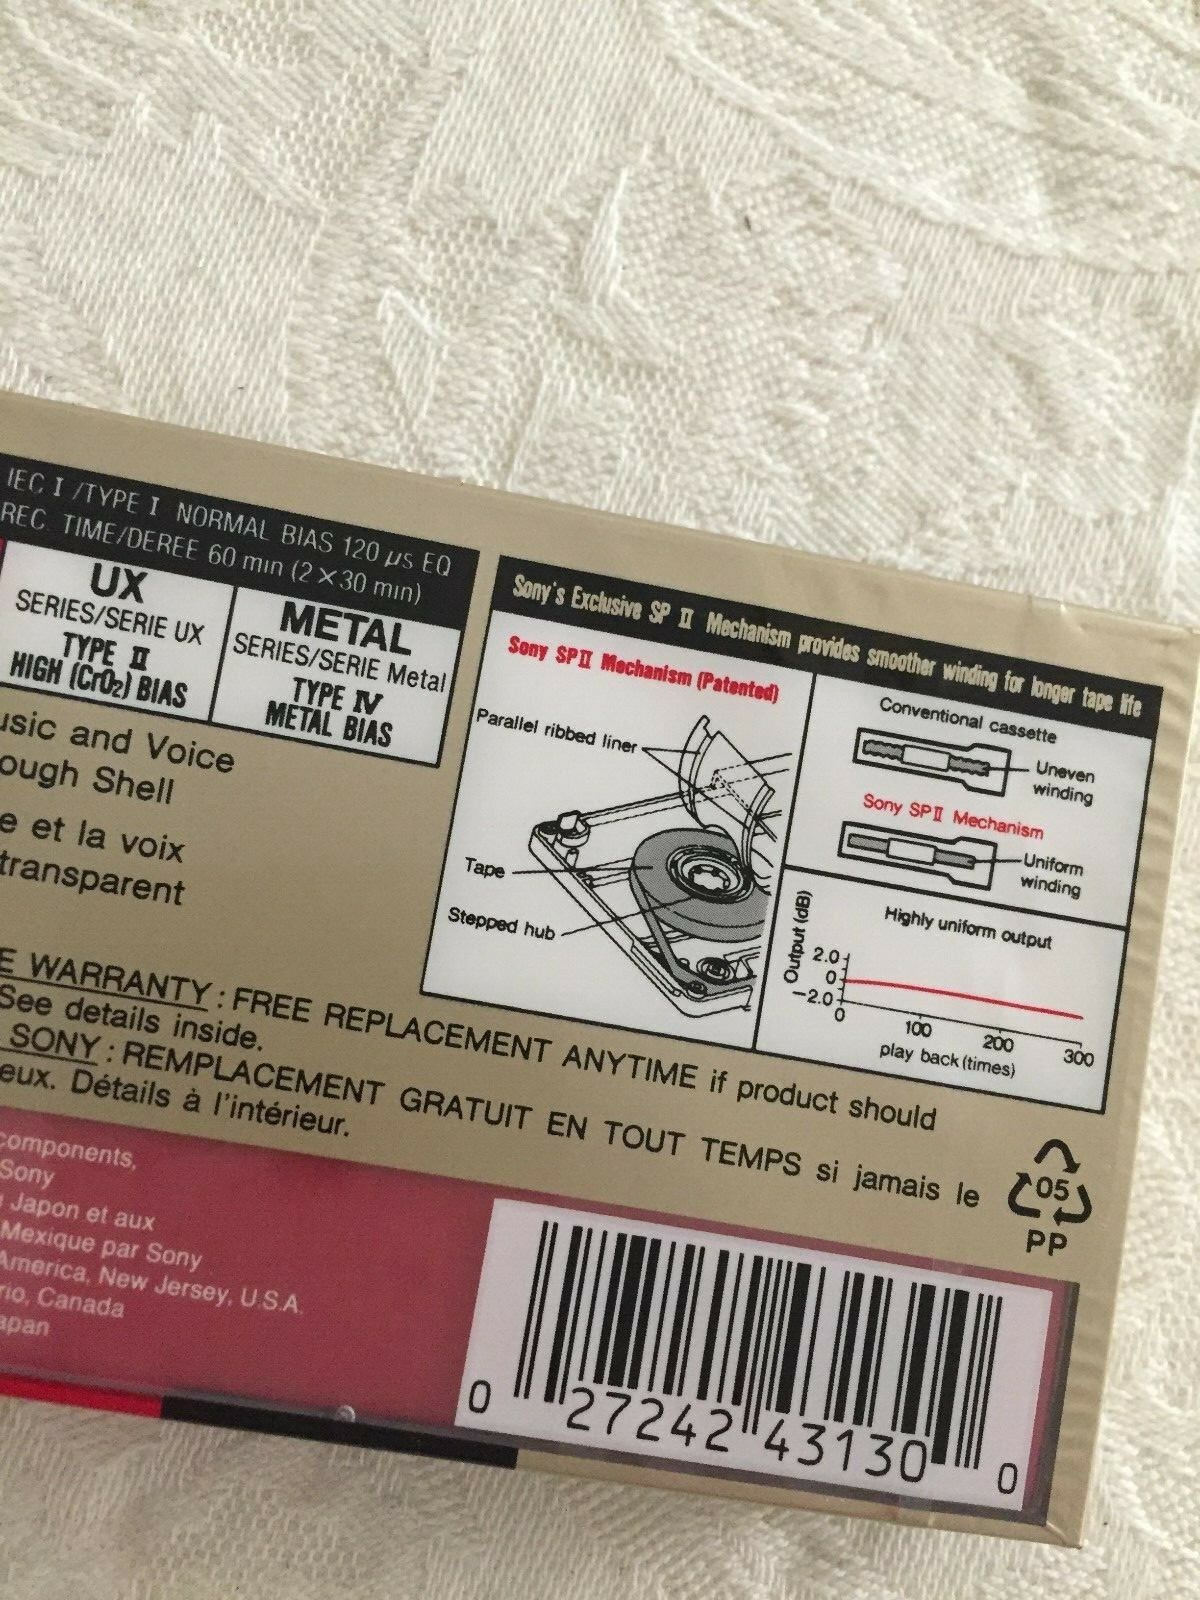 IEC I /TYPE I NORMAL BIAS 120 μs EQ
REC. TIME/DEREE 60 min (2×30 min)
UX
SERIES/SERIE UX
TYPE II
HIGH (CrO2) BIAS
METAL
SERIES/SERIE Metal
TYPE IV
METAL BIAS
usic and Voice
ough Shell
e et la voix
transparent
Sony's Exclusive SP II Mechanism provides smoother winding for longer tape life
Sony SPII Mechanism (Patented)
Parallel ribbed liner
Tape
Stepped hub
Conventional cassette
Uneven
winding
Sony SPII Mechanism
Uniform
winding
Highly uniform output
Output (dB)
2.0
0
−2.0
0 100 200 300
play back (times)
E WARRANTY : FREE REPLACEMENT ANYTIME if product should
See details inside.
SONY : REMPLACEMENT GRATUIT EN TOUT TEMPS si jamais le
eux. Détails à l'intérieur.
05
PP
components,
Sony
Japon et aux
Mexique par Sony
America, New Jersey, U.S.A.
rio, Canada
apan
0 27242 43130 0